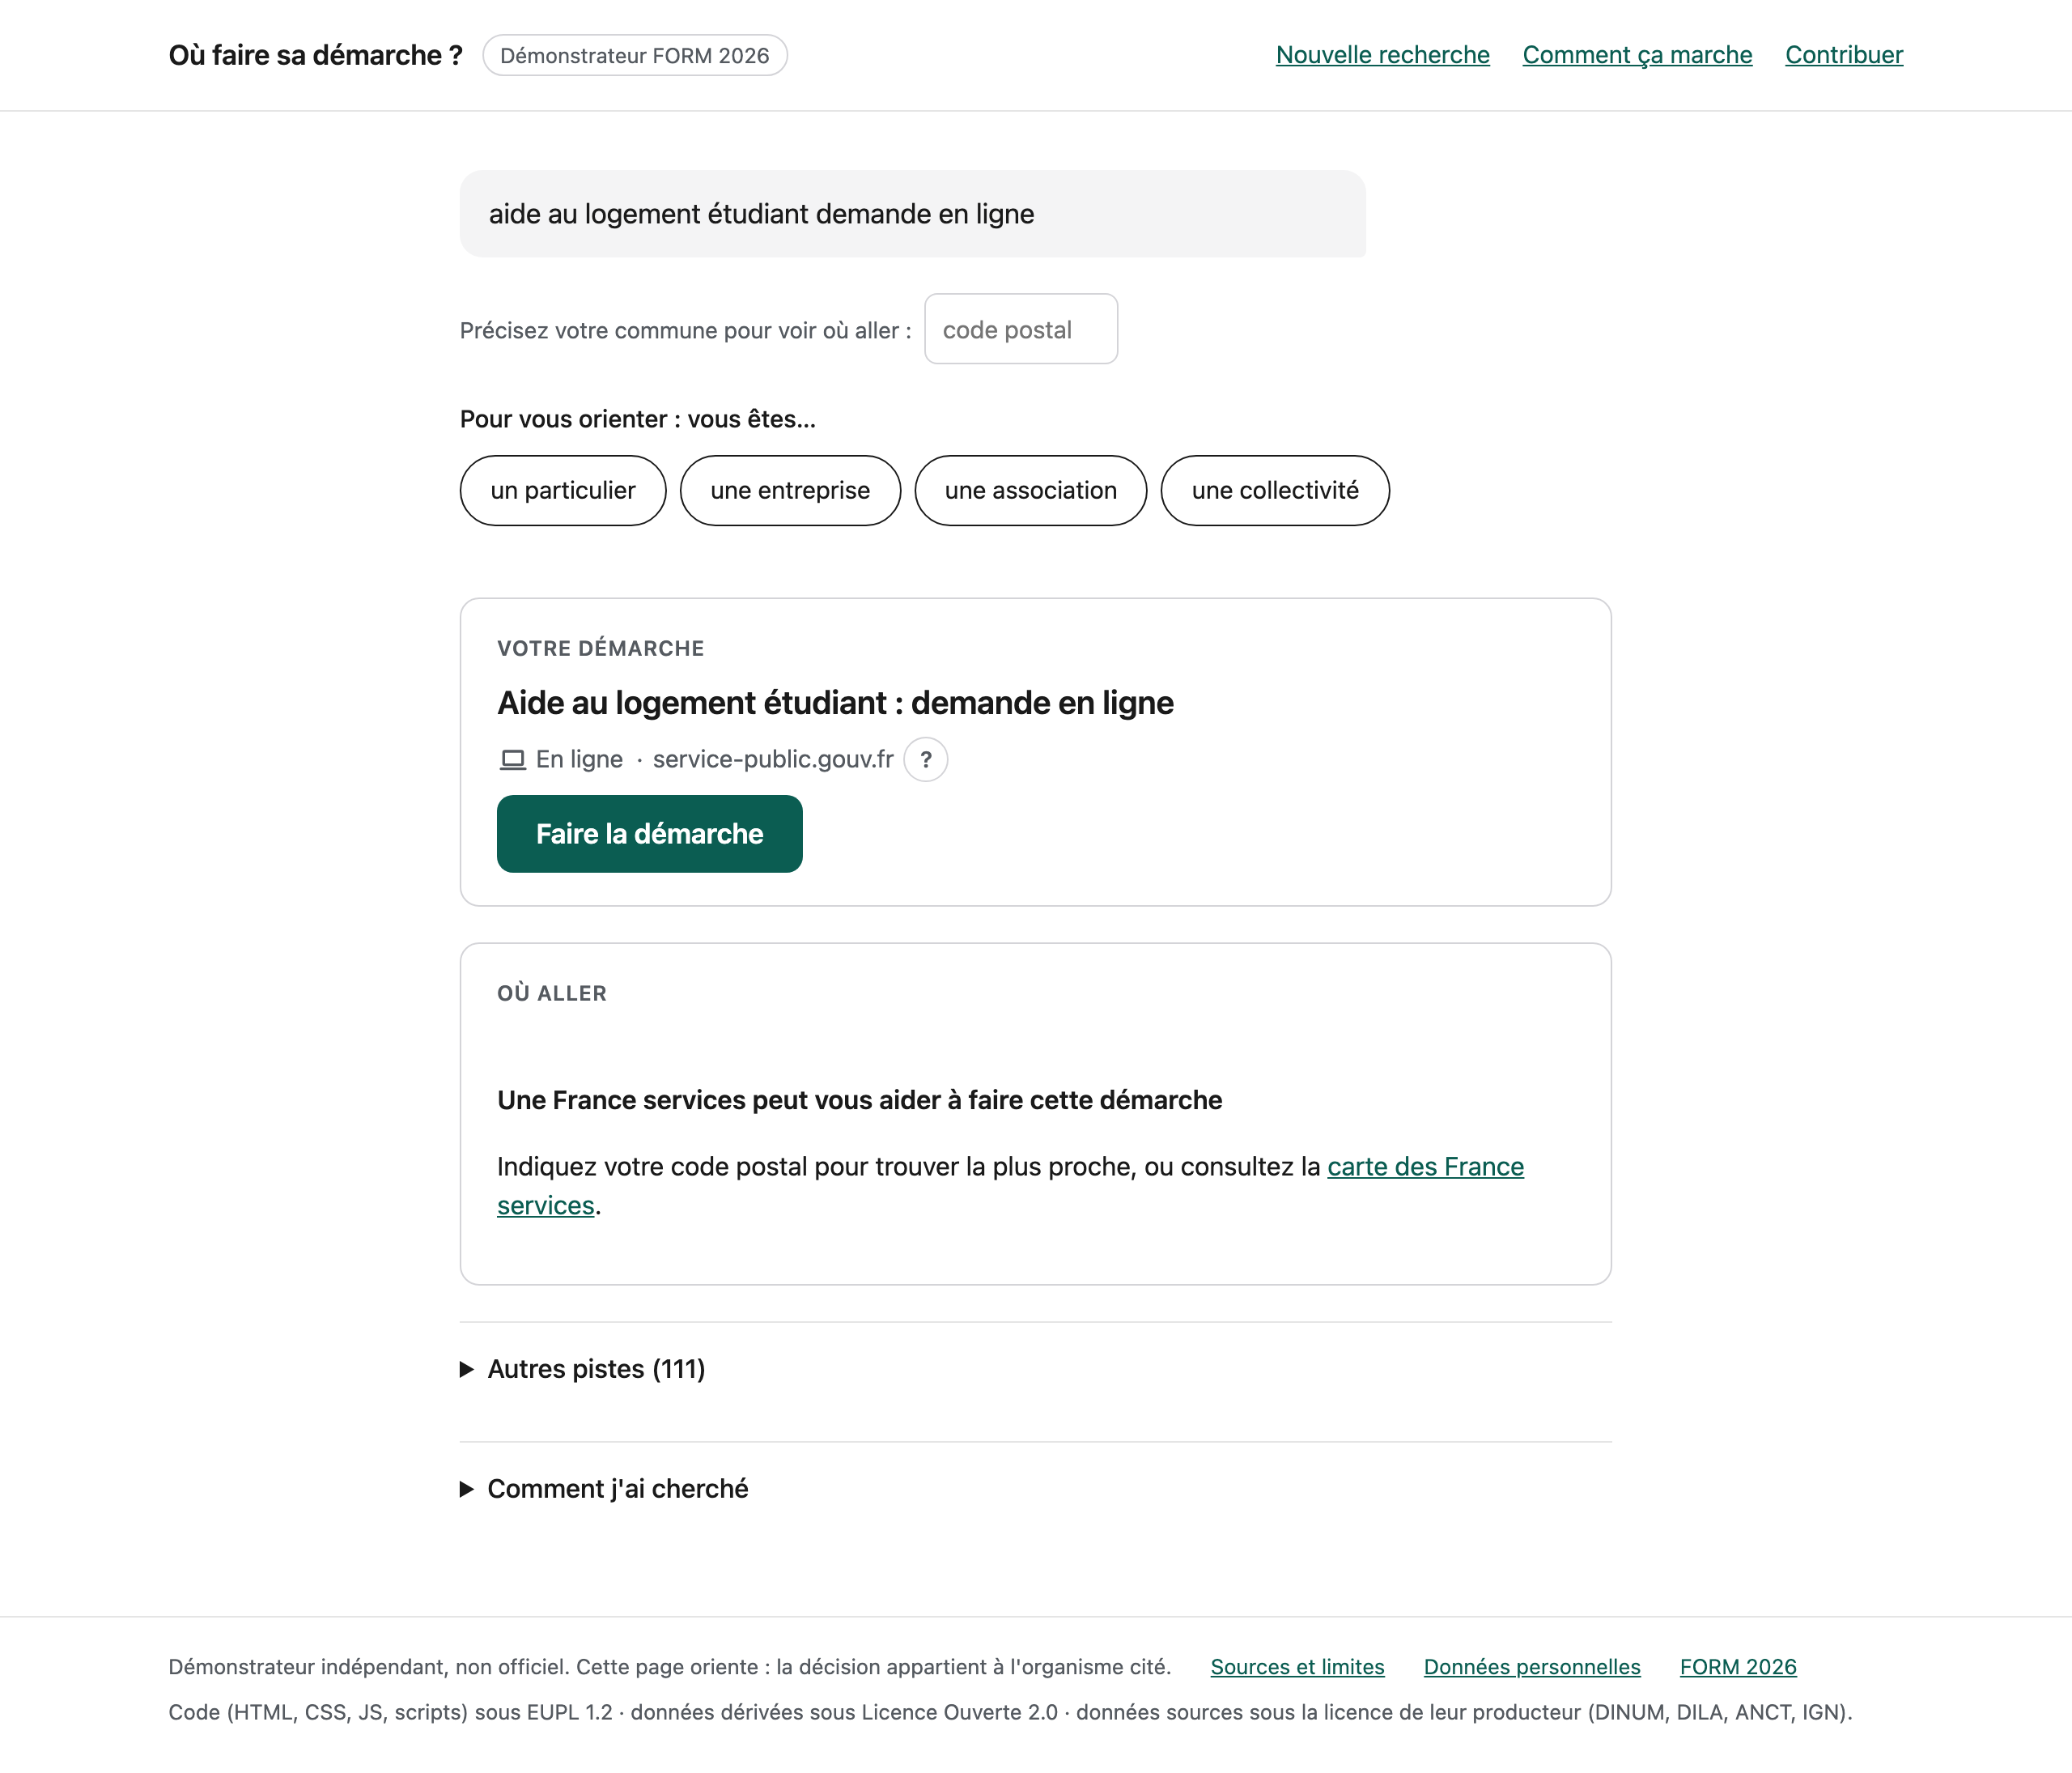 Où faire sa démarche ?
Démonstrateur FORM 2026
Nouvelle recherche
Comment ça marche
Contribuer
aide au logement étudiant demande en ligne
Précisez votre commune pour voir où aller :
code postal
Pour vous orienter : vous êtes...
un particulier
une entreprise
une association
une collectivité
VOTRE DÉMARCHE
Aide au logement étudiant : demande en ligne
En ligne · service-public.gouv.fr ?
Faire la démarche
OÙ ALLER
Une France services peut vous aider à faire cette démarche
Indiquez votre code postal pour trouver la plus proche, ou consultez la carte des France
services.
Autres pistes (111)
Comment j'ai cherché
Démonstrateur indépendant, non officiel. Cette page oriente : la décision appartient à l'organisme cité.
Sources et limites
Données personnelles
FORM 2026
Code (HTML, CSS, JS, scripts) sous EUPL 1.2 · données dérivées sous Licence Ouverte 2.0 · données sources sous la licence de leur producteur (DINUM, DILA, ANCT, IGN).